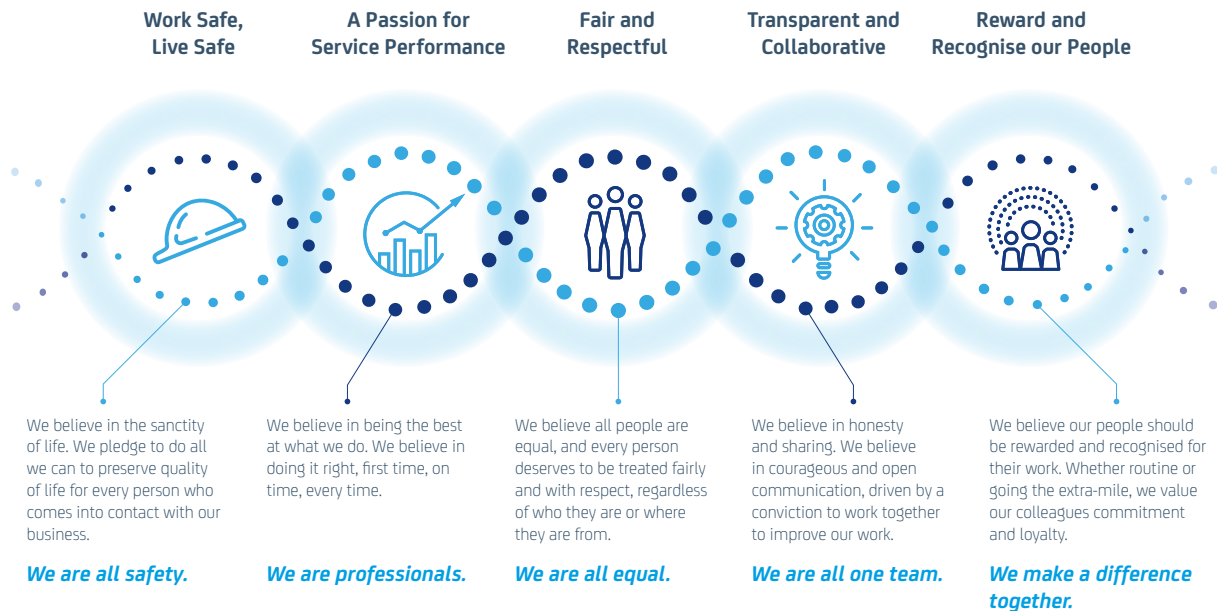 Work Safe,
Live Safe
A Passion for
Service Performance
Fair and
Respectful
Transparent and
Collaborative
Reward and
Recognise our People
We believe in the sanctity
of life. We pledge to do all
we can to preserve quality
of life for every person who
comes into contact with our
business.
We are all safety.
We believe in being the best
at what we do. We believe in
doing it right, first time, on
time, every time.
We are professionals.
We believe all people are
equal, and every person
deserves to be treated fairly
and with respect, regardless
of who they are or where
they are from.
We are all equal.
We believe in honesty
and sharing. We believe
in courageous and open
communication, driven by a
conviction to work together
to improve our work.
We are all one team.
We believe our people should
be rewarded and recognised for
their work. Whether routine or
going the extra-mile, we value
our colleagues commitment
and loyalty.
We make a difference
together.